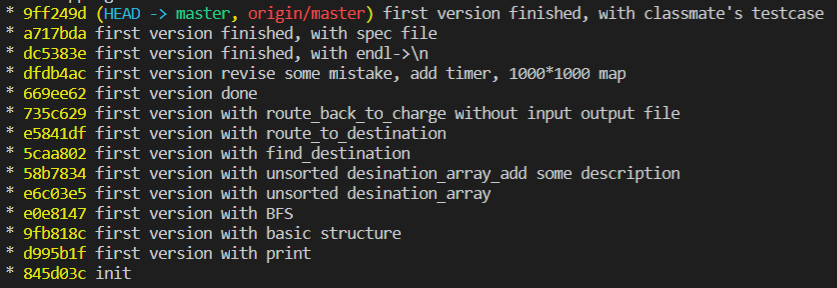 * 9ff249d (HEAD -> master, origin/master) first version finished, with classmate's testcase
* a717bda first version finished, with spec file
* dc5383e first version finished, with endl->\n
* dfdb4ac first version revise some mistake, add timer, 1000*1000 map
* 669ee62 first version done
* 735c629 first version with route_back_to_charge without input output file
* e5841df first version with route_to_destination
* 5caa802 first version with find_destination
* 58b7834 first version with unsorted desination_array_add some description
* e6c03e5 first version with unsorted desination_array
* e0e8147 first version with BFS
* 9fb818c first version with basic structure
* d995b1f first version with print
* 845d03c init